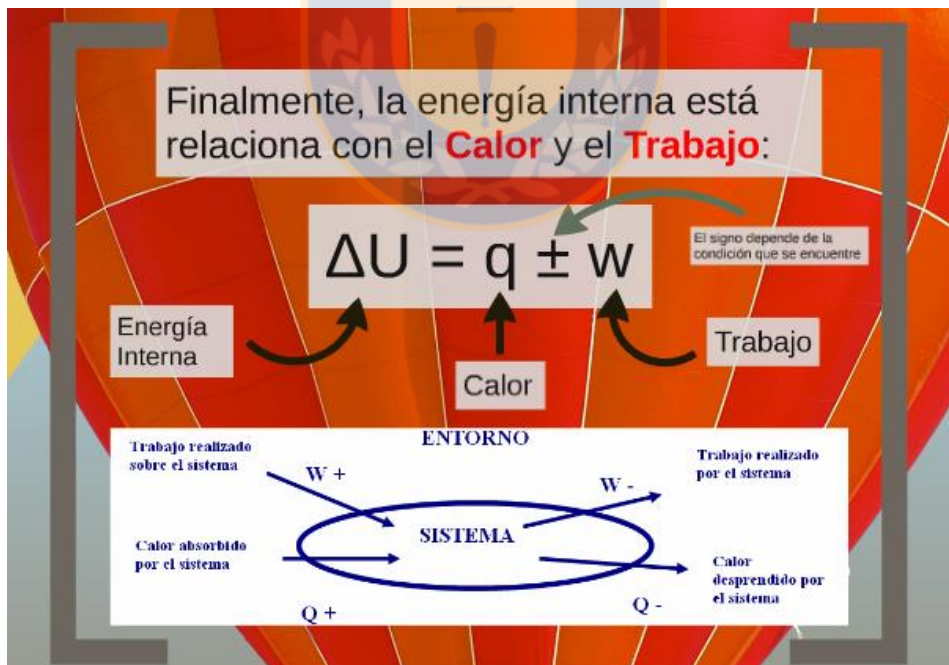 Finalmente, la energía interna está
relaciona con el Calor y el Trabajo:
ΔU = q ± w
El signo depende de la
condición que se encuentre
Energía
Interna
Calor
Trabajo
ENTORNO
Trabajo realizado
sobre el sistema
W +
W -
Trabajo realizado
por el sistema
SISTEMA
Calor absorbido
por el sistema
Calor
desprendido por
el sistema
Q +
Q -